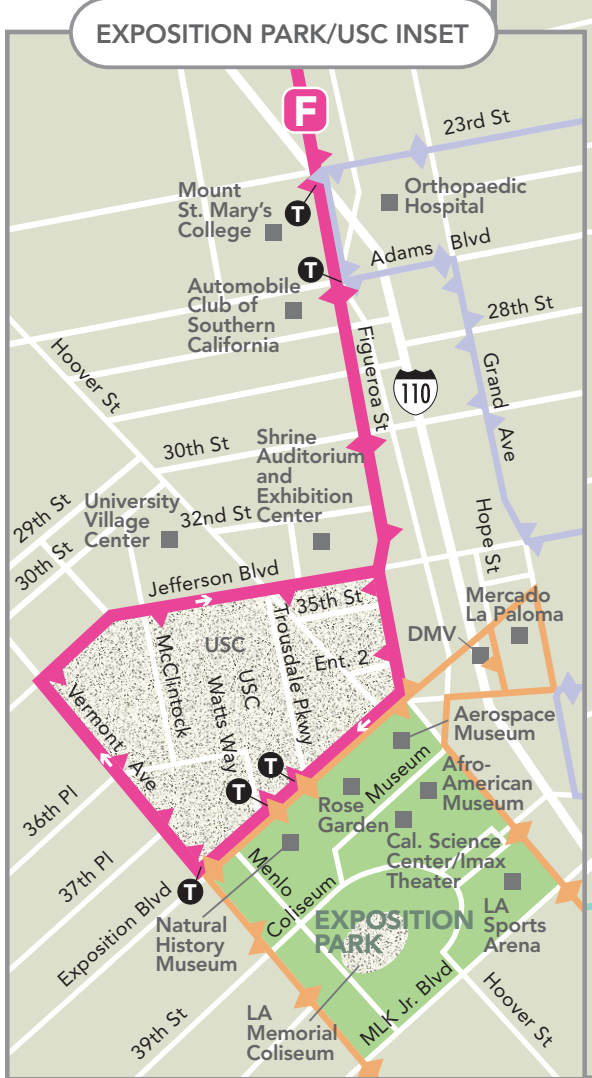 EXPOSITION PARK/USC INSET
F
23rd St
Mount
St. Mary's
College
T
Orthopaedic
Hospital
T
Adams Blvd
Automobile
Club of
Southern
California
28th St
Hoover St
Figueroa St
110
Grand Ave
30th St
Shrine
Auditorium
and
Exhibition
Center
29th St
University
Village
Center
32nd St
Hope St
30th St
Jefferson Blvd
Mercado
La Paloma
35th St
DMV
USC
McClintock
Trousdale Pkwy
Ent. 2
USC
Watts Way
Vermont Ave
Aerospace
Museum
T
Museum
Afro-
American
Museum
T
36th Pl
Rose
Garden
Cal. Science
Center/Imax
Theater
37th Pl
Menlo
T
Coliseum
Exposition Blvd
EXPOSITION
PARK
LA
Sports
Arena
Natural
History
Museum
MLK Jr. Blvd
Hoover St
39th St
LA
Memorial
Coliseum